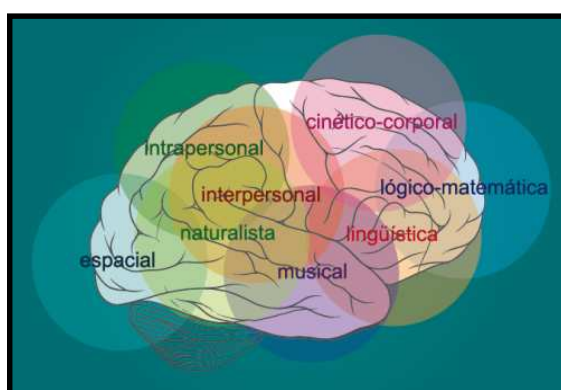 cinético-corporal
intrapersonal
lógico-matemática
interpersonal
naturalista
lingüística
espacial
musical